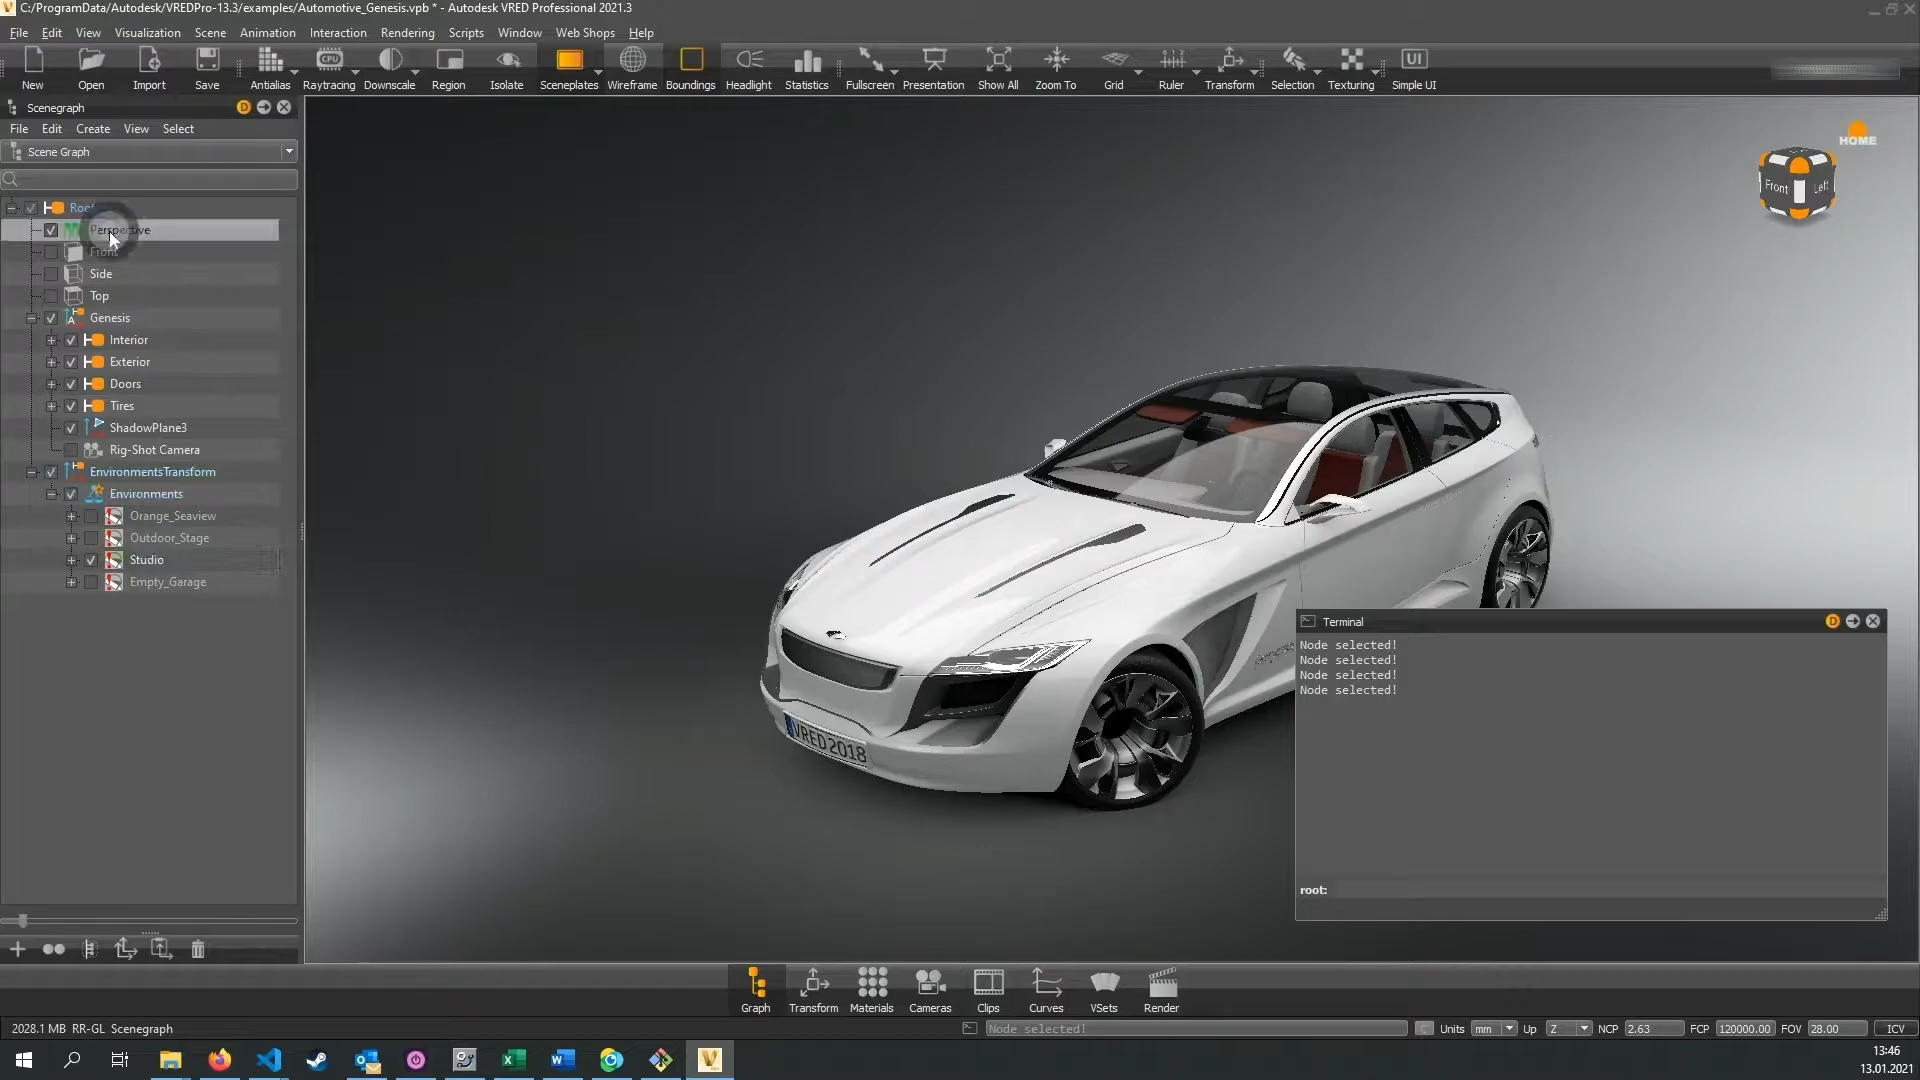 C:/ProgramData/Autodesk/VREDPro-13.3/examples/Automotive_Genesis.vpb * - Autodesk VRED Professional 2021.3
File Edit View Visualization Scene Animation Interaction Rendering Scripts Window Web Shops Help
CPU
UI
New Open Import Save Antialias Raytracing Downscale Region Isolate Sceneplates Wireframe Boundings Headlight Statistics Fullscreen Presentation Show All Zoom To Grid Ruler Transform Selection Texturing Simple UI
Scenegraph
D
File Edit Create View Select
Scene Graph
Root
Perspective
Front
Side
Top
Genesis
Interior
Exterior
Doors
Tires
ShadowPlane3
Rig-Shot Camera
EnvironmentsTransform
Environments
Orange_Seaview
Outdoor_Stage
Studio
Empty_Garage
HOME
Front Left
VRED2018
Terminal
D
Node selected!
Node selected!
Node selected!
Node selected!
root:
Graph Transform Materials Cameras Clips Curves VSets Render
2028.1 MB RR-GL Scenegraph
Node selected!
C Units mm Up Z NCP 2.63 FCP 120000.00 FOV 28.00 ICV
13:46
13.01.2021